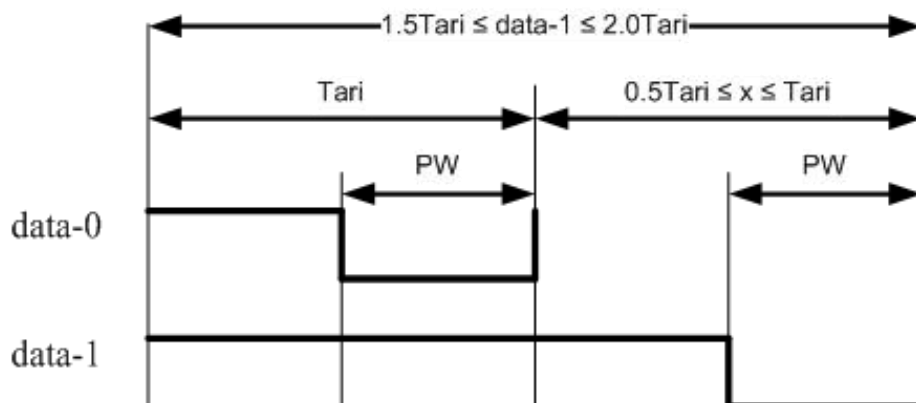 1.5Tari ≤ data-1 ≤ 2.0Tari
Tari 0.5Tari ≤ x ≤ Tari
PW PW
data-0
data-1